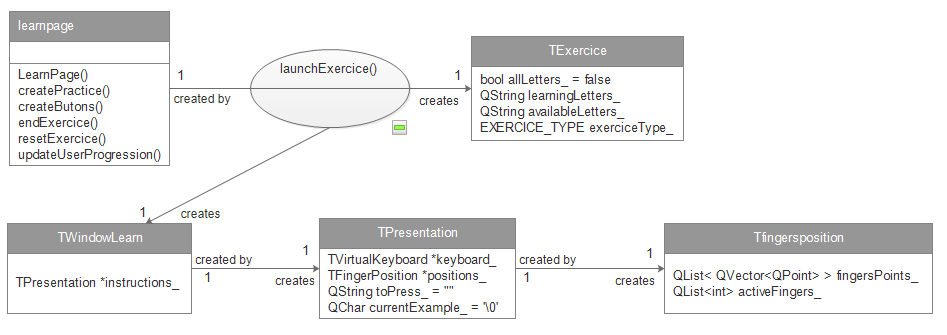 learnpage
LearnPage()
createPractice()
createButons()
endExercice()
resetExercice()
updateUserProgression()
1
created by
launchExercice()
1
creates
TExercice
bool allLetters_ = false
QString learningLetters_
QString availableLetters_
EXERCICE_TYPE exerciceType_
1
creates
TWindowLearn
TPresentation *instructions_
created by
1
1
creates
TPresentation
TVirtualKeyboard *keyboard_
TFingerPosition *positions_
QString toPress_ = ""
QChar currentExample_ = '\0'
created by
1
1
creates
Tfingersposition
QList< QVector<QPoint> > fingersPoints_
QList<int> activeFingers_